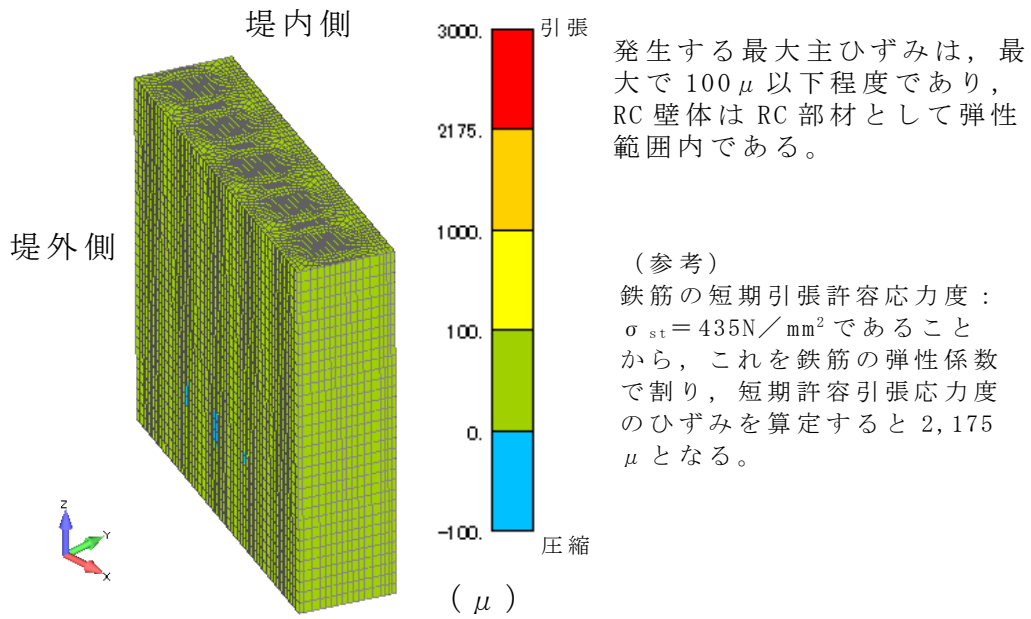 堤内側
堤外側
3000.
2175.
1000.
100.
0.
-100.
引張
圧縮
(μ)
Z
Y
X
発生する最大主ひずみは，最
大で100μ以下程度であり，
RC壁体はRC部材として弾性
範囲内である。
（参考）
鉄筋の短期引張許容応力度：
σst＝435N／mm²であること
から，これを鉄筋の弾性係数
で割り，短期許容引張応力度
のひずみを算定すると2,175
μとなる。